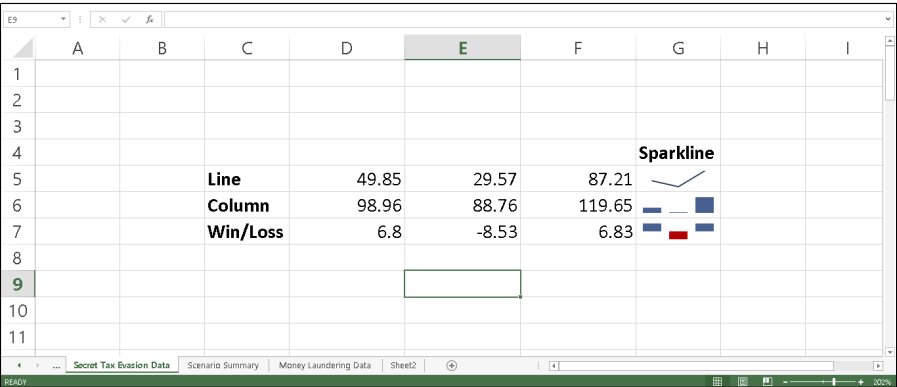 E9 fx
A B C D E F G H I
1
2
3
4 Sparkline
5 Line 49.85 29.57 87.21
6 Column 98.96 88.76 119.65
7 Win/Loss 6.8 -8.53 6.83
8
9
10
11
... Secret Tax Evasion Data Scenario Summary Money Laundering Data Sheet2
READY 202%